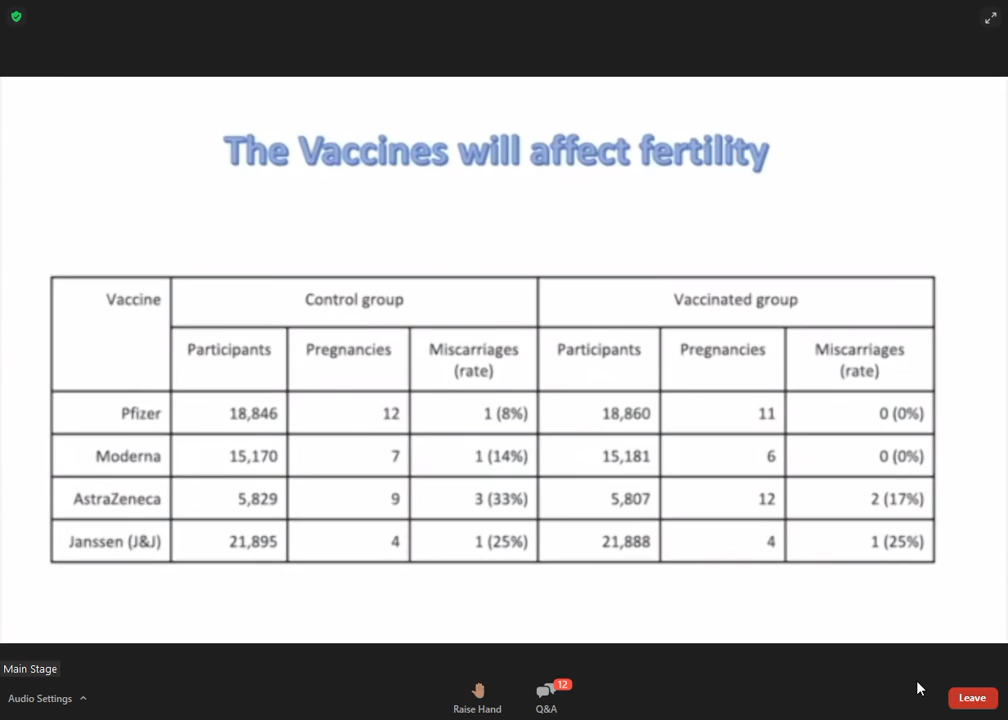 The Vaccines will affect fertility
Vaccine Control group Vaccinated group
Participants Pregnancies Miscarriages (rate) Participants Pregnancies Miscarriages (rate)
Pfizer 18,846 12 1 (8%) 18,860 11 0 (0%)
Moderna 15,170 7 1 (14%) 15,181 6 0 (0%)
AstraZeneca 5,829 9 3 (33%) 5,807 12 2 (17%)
Janssen (J&J) 21,895 4 1 (25%) 21,888 4 1 (25%)
Main Stage
Audio Settings
12
Raise Hand
Q&A
Leave